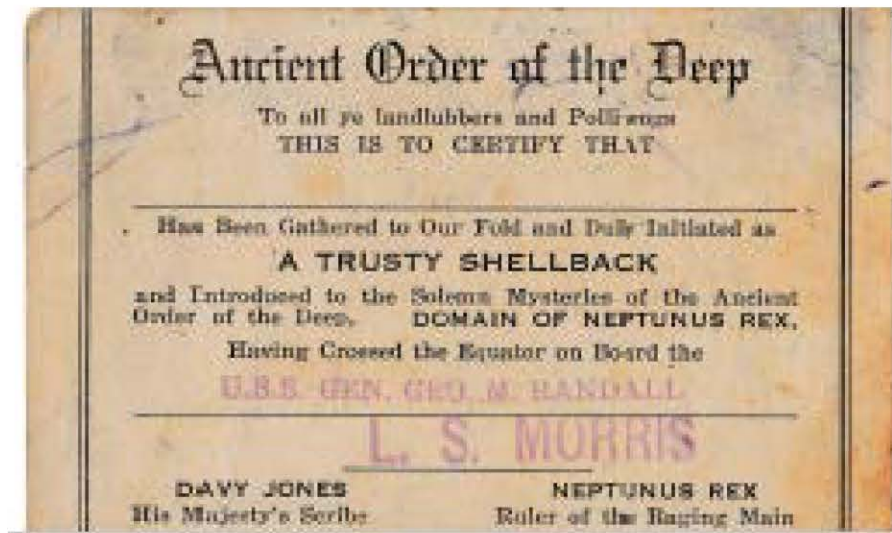 Ancient Order of the Deep
To all ye landlubbers and Polliwogs
THIS IS TO CERTIFY THAT
Has Been Gathered to Our Fold and Duly Initiated as
A TRUSTY SHELLBACK
and Introduced to the Solemn Mysteries of the Ancient
Order of the Deep. DOMAIN OF NEPTUNUS REX.
Having Crossed the Equator on Board the
U.S.S. GEN. GEO. M. RANDALL
L. S. MORRIS
DAVY JONES NEPTUNUS REX
His Majesty's Scribe Ruler of the Raging Main